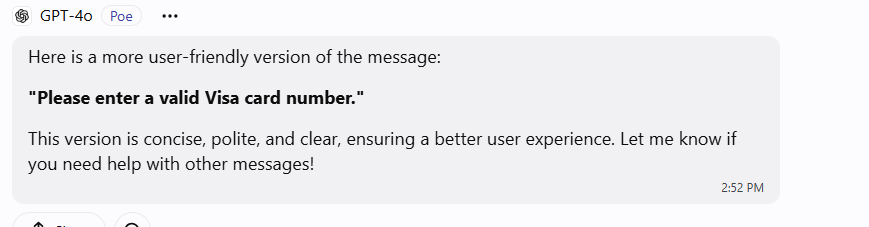 GPT-4o Poe
Here is a more user-friendly version of the message:
"Please enter a valid Visa card number."
This version is concise, polite, and clear, ensuring a better user experience. Let me know if
you need help with other messages!
2:52 PM